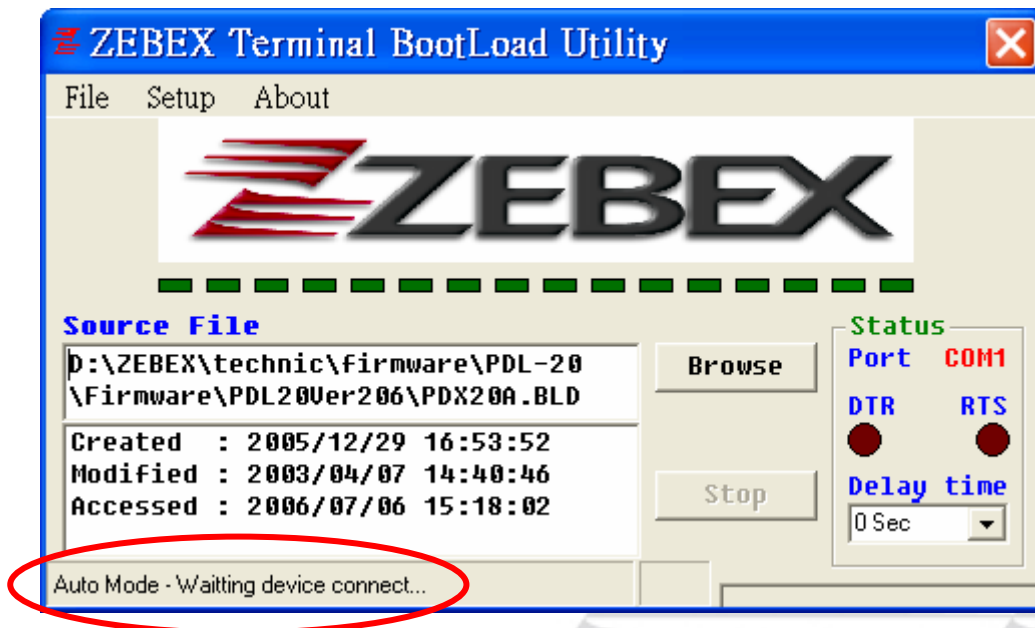 ZEBEX Terminal BootLoad Utility
File Setup About
ZEBEX
Source File
D:\ZEBEX\technic\firmware\PDL-20
\Firmware\PDL20Ver206\PDX20A.BLD
Browse
Created : 2005/12/29 16:53:52
Modified : 2003/04/07 14:40:46
Accessed : 2006/07/06 15:18:02
Stop
Status
Port COM1
DTR RTS
Delay time
0 Sec
Auto Mode - Waitting device connect...